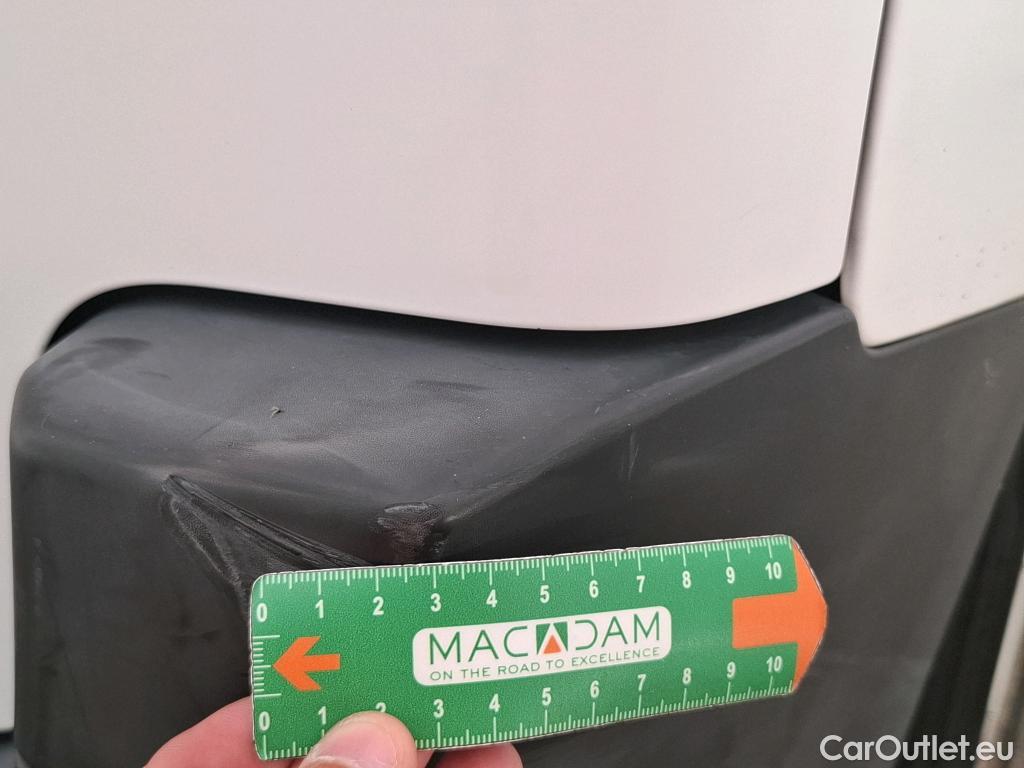 0 1 2 3 4 5 6 7 8 9 10
MACADAM
ON THE ROAD TO EXCELLENCE
0 1 2 3 4 5 6 7 8 9 10
CarOutlet.eu